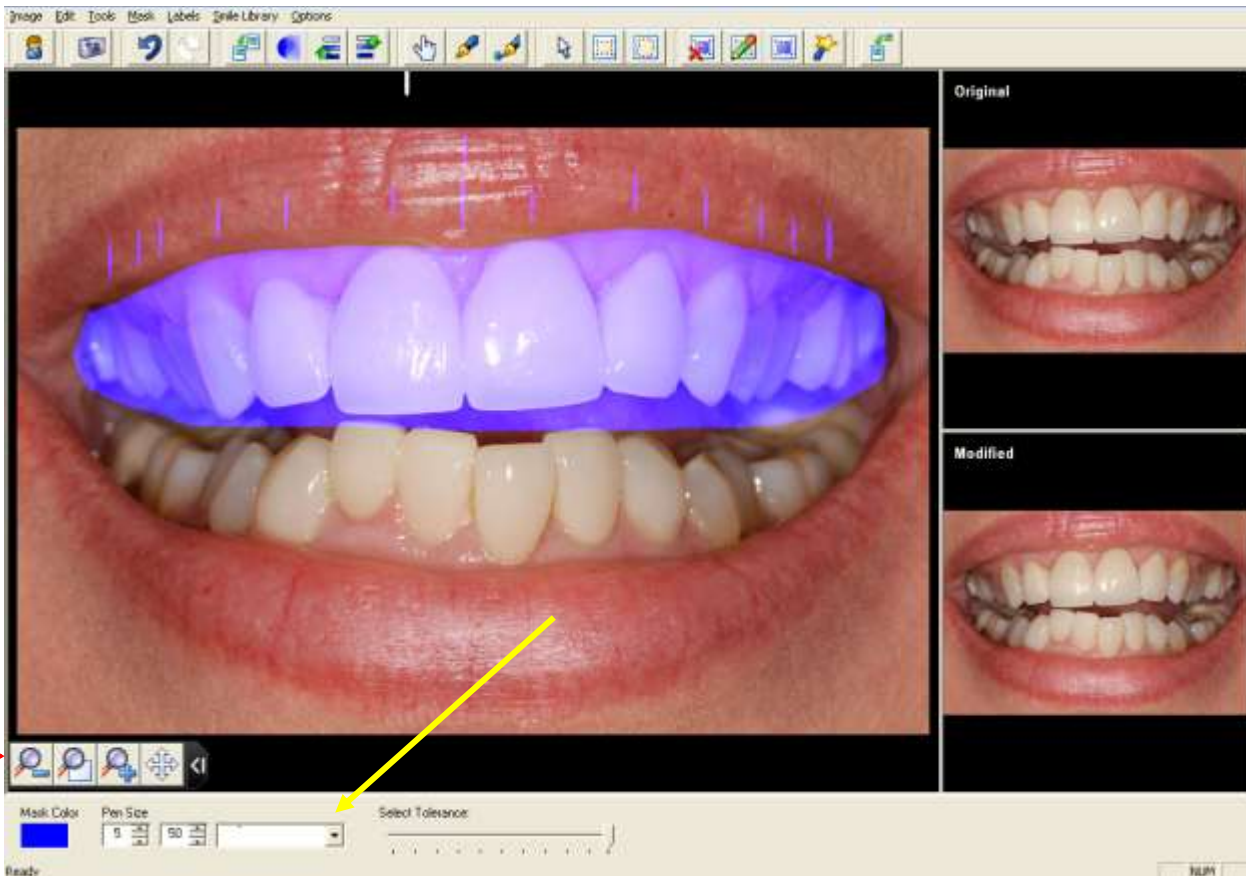 Image Edit Tools Mask Labels Smile Library Options
Original
Modified
Mask Color Pen Size Select Tolerance:
5 50
Ready NUM